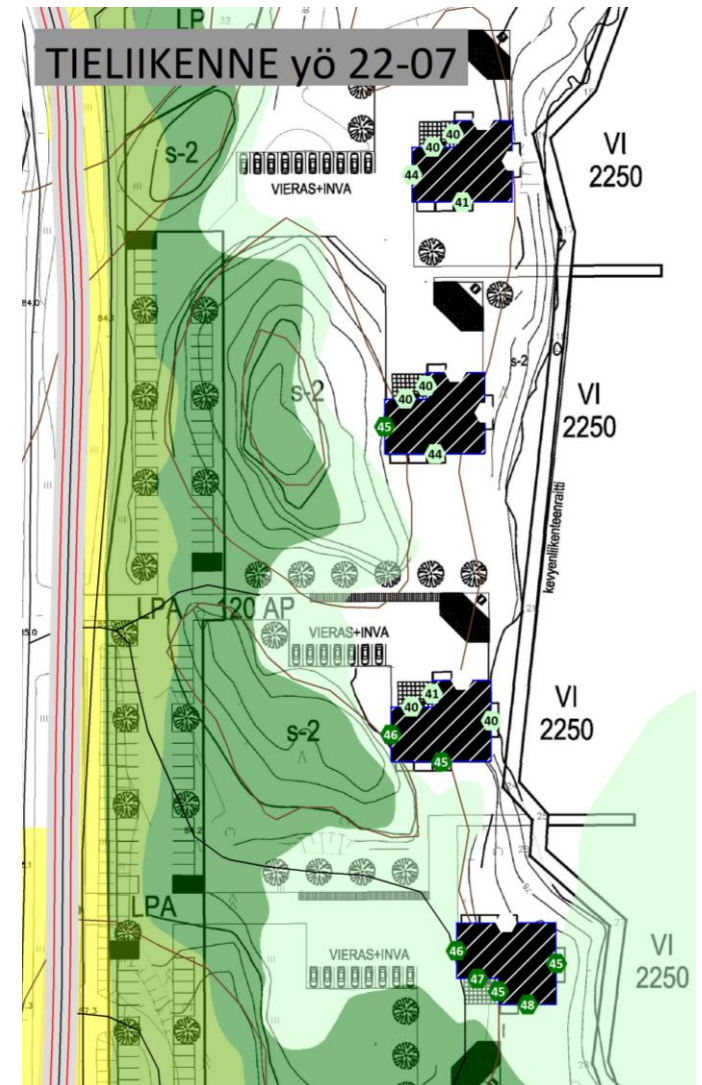 LP
TIELIIKENNE yö 22-07
s-2
VIERAS+INVA
40
40
44
41
VI
2250
s-2
40
40
45
44
s-2
VI
2250
kevyenliikenteenraitti
LPA
120 AP
VIERAS+INVA
s-2
41
40
46
40
45
VI
2250
LPA
VIERAS+INVA
46
47
45
45
48
VI
2250